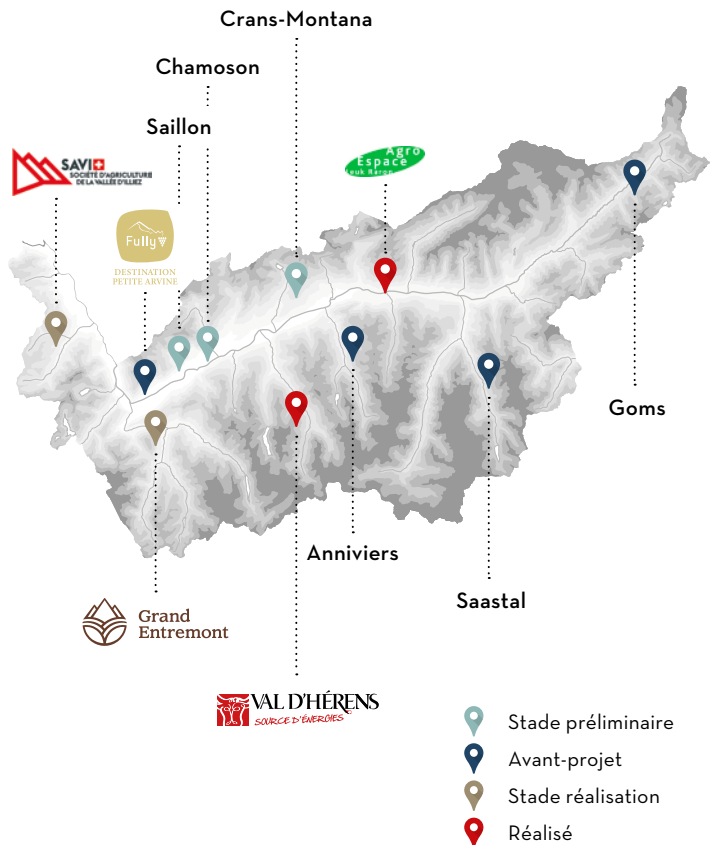 Crans-Montana
Chamoson
Saillon
SAVI
SOCIÉTÉ D'AGRICULTURE
DE LA VALLÉE D'ILLIEZ
Agro
Espace
Leuk Raron
Fully
DESTINATION
PETITE ARVINE
Goms
Anniviers
Saastal
Grand
Entremont
VAL D'HÉRENS
SOURCE D'ÉNERGIES
Stade préliminaire
Avant-projet
Stade réalisation
Réalisé